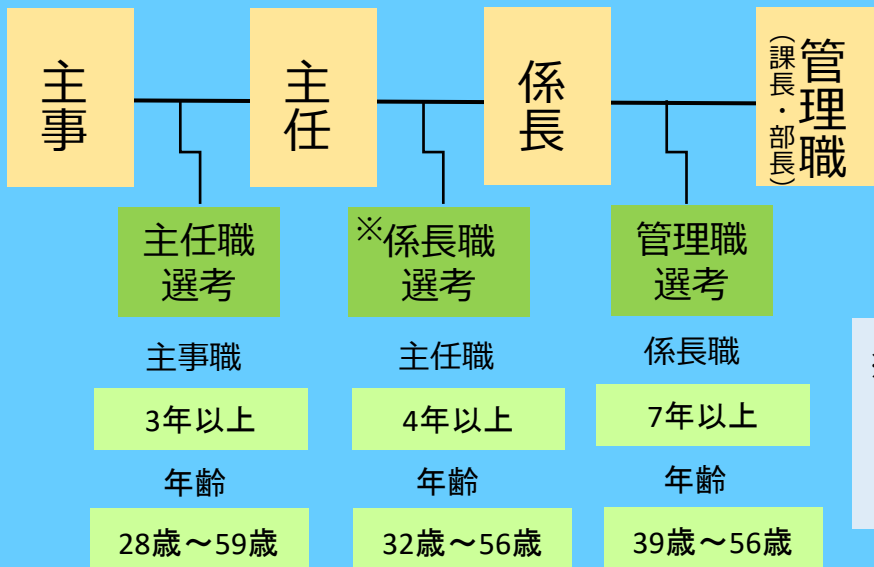 主事
主任
係長
管理職
(課長・部長)
主任職
選考
※係長職
選考
管理職
選考
主事職
主任職
係長職
3年以上
4年以上
7年以上
年齢
年齢
年齢
28歳～59歳
32歳～56歳
39歳～56歳